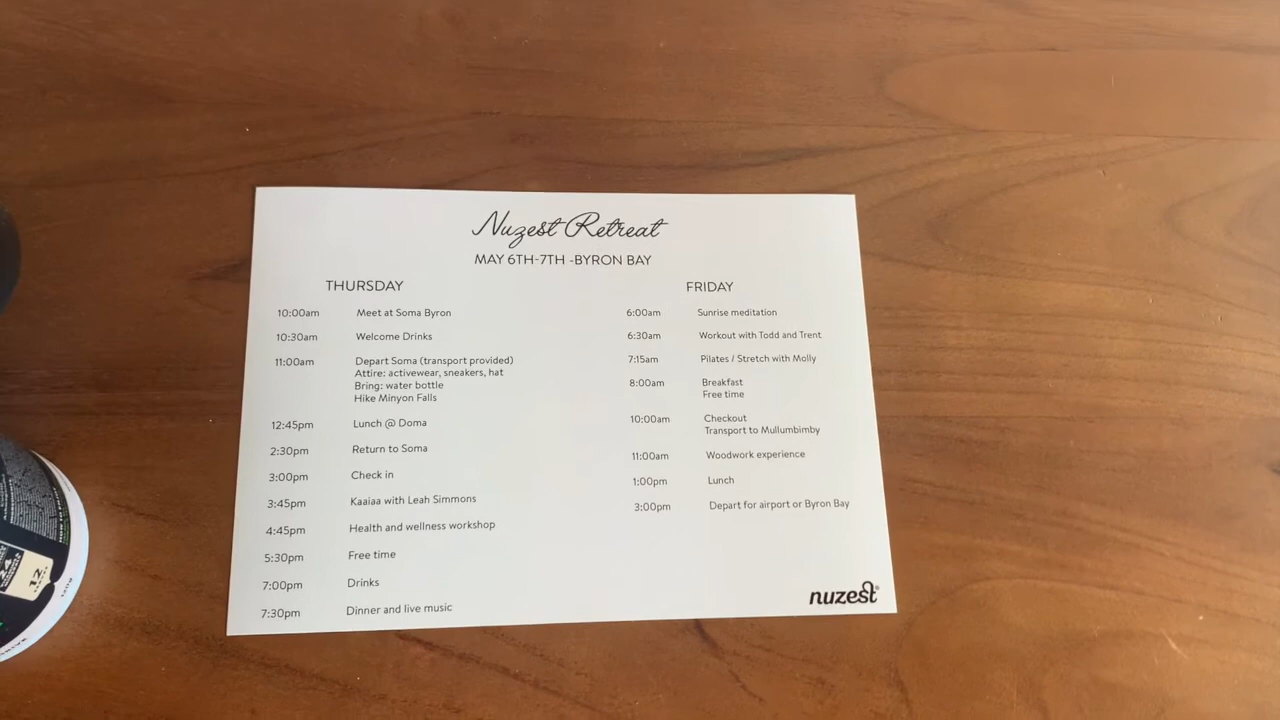 Nuzest Retreat
MAY 6TH-7TH -BYRON BAY
THURSDAY
10:00am Meet at Soma Byron
10:30am Welcome Drinks
11:00am Depart Soma (transport provided)
Attire: activewear, sneakers, hat
Bring: water bottle
Hike Minyon Falls
12:45pm Lunch @ Doma
2:30pm Return to Soma
3:00pm Check in
3:45pm Kaaiaa with Leah Simmons
4:45pm Health and wellness workshop
5:30pm Free time
7:00pm Drinks
7:30pm Dinner and live music
FRIDAY
6:00am Sunrise meditation
6:30am Workout with Todd and Trent
7:15am Pilates / Stretch with Molly
8:00am Breakfast
Free time
10:00am Checkout
Transport to Mullumbimby
11:00am Woodwork experience
1:00pm Lunch
3:00pm Depart for airport or Byron Bay
nuzest®
24
12